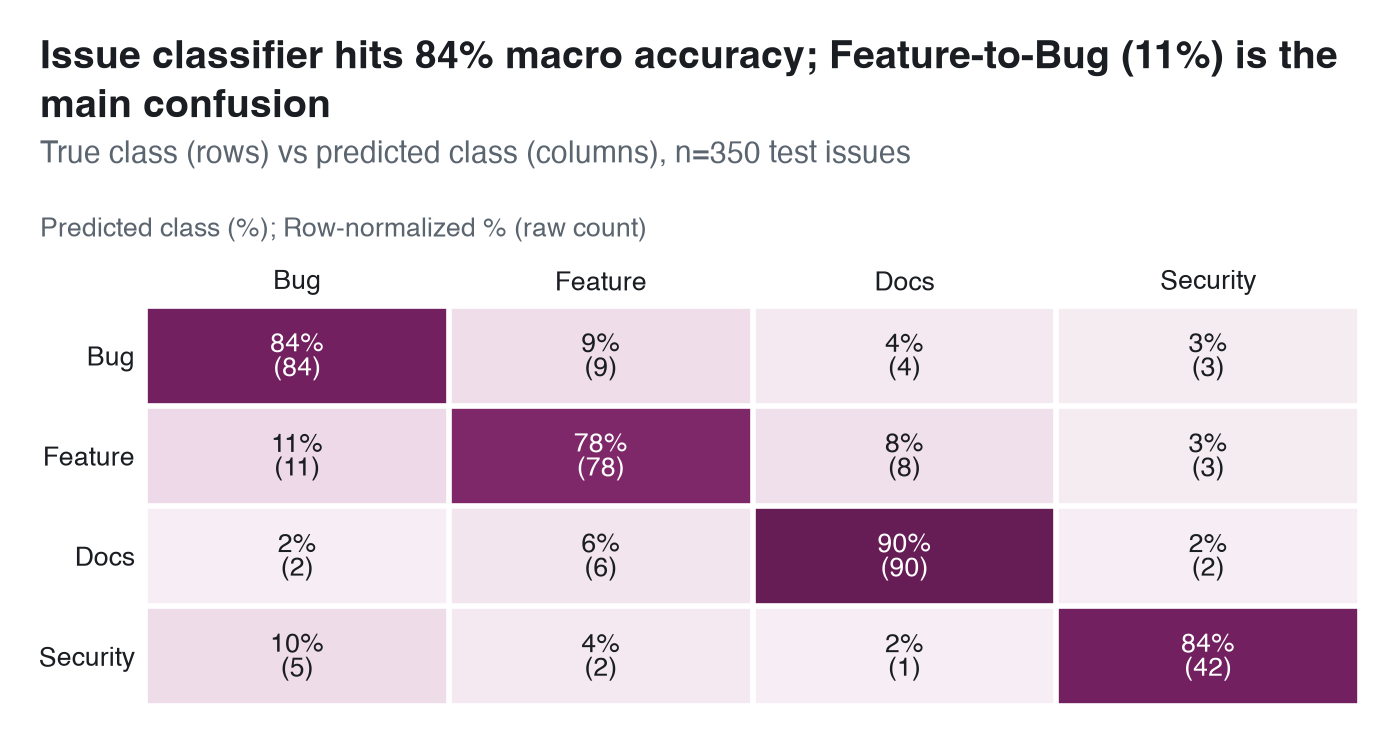 Issue classifier hits 84% macro accuracy; Feature-to-Bug (11%) is the
main confusion
True class (rows) vs predicted class (columns), n=350 test issues
Predicted class (%); Row-normalized % (raw count)
Bug Feature Docs Security
Bug 84% 9% 4% 3%
(84) (9) (4) (3)
Feature 11% 78% 8% 3%
(11) (78) (8) (3)
Docs 2% 6% 90% 2%
(2) (6) (90) (2)
Security 10% 4% 2% 84%
(5) (2) (1) (42)